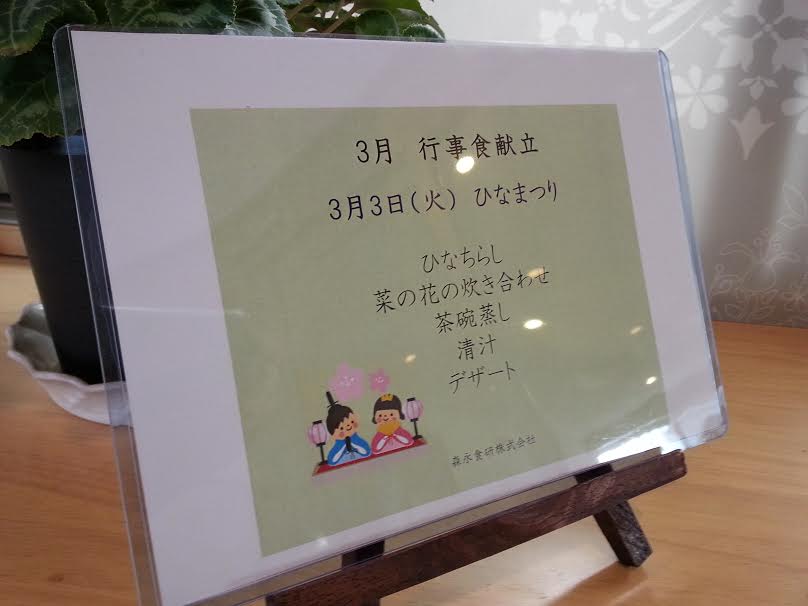 3月 行事食献立
3月3日(火) ひなまつり
ひなちらし
菜の花の炊き合わせ
茶碗蒸し
清汁
デザート
森永食研株式会社